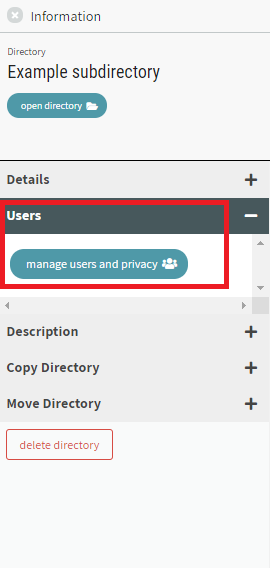 Information
Directory
Example subdirectory
open directory
Details
Users
manage users and privacy
Description
Copy Directory
Move Directory
delete directory